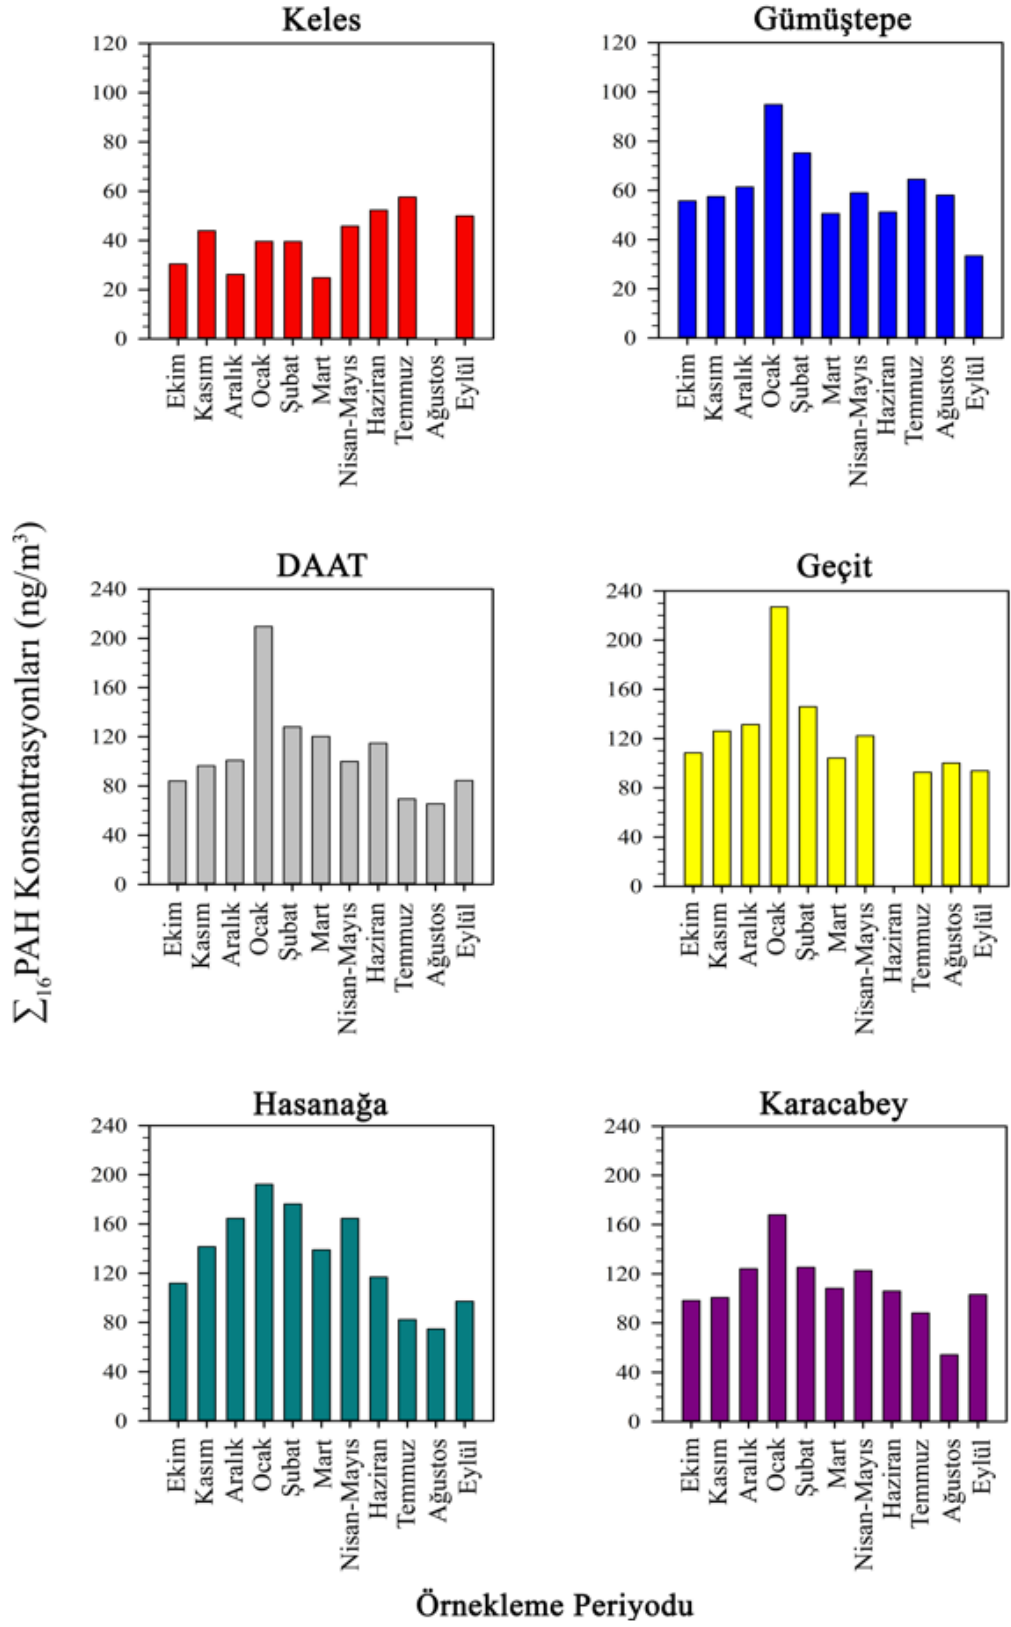 Keles
120
100
80
60
40
20
0
Ekim
Kasım
Aralık
Ocak
Şubat
Mart
Nisan-Mayıs
Haziran
Temmuz
Ağustos
Eylül
Gümüştepe
120
100
80
60
40
20
0
Ekim
Kasım
Aralık
Ocak
Şubat
Mart
Nisan-Mayıs
Haziran
Temmuz
Ağustos
Eylül
∑16PAH Konsantrasyonları (ng/m³)
DAAT
240
200
160
120
80
40
0
Ekim
Kasım
Aralık
Ocak
Şubat
Mart
Nisan-Mayıs
Haziran
Temmuz
Ağustos
Eylül
Geçit
240
200
160
120
80
40
0
Ekim
Kasım
Aralık
Ocak
Şubat
Mart
Nisan-Mayıs
Haziran
Temmuz
Ağustos
Eylül
Hasanağa
240
200
160
120
80
40
0
Ekim
Kasım
Aralık
Ocak
Şubat
Mart
Nisan-Mayıs
Haziran
Temmuz
Ağustos
Eylül
Karacabey
240
200
160
120
80
40
0
Ekim
Kasım
Aralık
Ocak
Şubat
Mart
Nisan-Mayıs
Haziran
Temmuz
Ağustos
Eylül
Örnekleme Periyodu